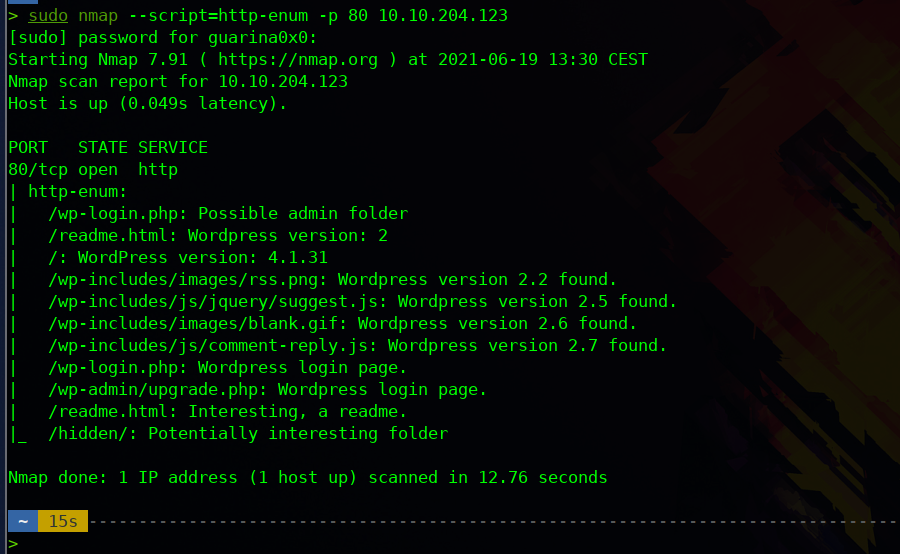 > sudo nmap --script=http-enum -p 80 10.10.204.123
[sudo] password for guarina0x0:
Starting Nmap 7.91 ( https://nmap.org ) at 2021-06-19 13:30 CEST
Nmap scan report for 10.10.204.123
Host is up (0.049s latency).

PORT   STATE SERVICE
80/tcp open  http
| http-enum:
|   /wp-login.php: Possible admin folder
|   /readme.html: Wordpress version: 2
|   /: WordPress version: 4.1.31
|   /wp-includes/images/rss.png: Wordpress version 2.2 found.
|   /wp-includes/js/jquery/suggest.js: Wordpress version 2.5 found.
|   /wp-includes/images/blank.gif: Wordpress version 2.6 found.
|   /wp-includes/js/comment-reply.js: Wordpress version 2.7 found.
|   /wp-login.php: Wordpress login page.
|   /wp-admin/upgrade.php: Wordpress login page.
|   /readme.html: Interesting, a readme.
|_  /hidden/: Potentially interesting folder

Nmap done: 1 IP address (1 host up) scanned in 12.76 seconds

~ 15s
>